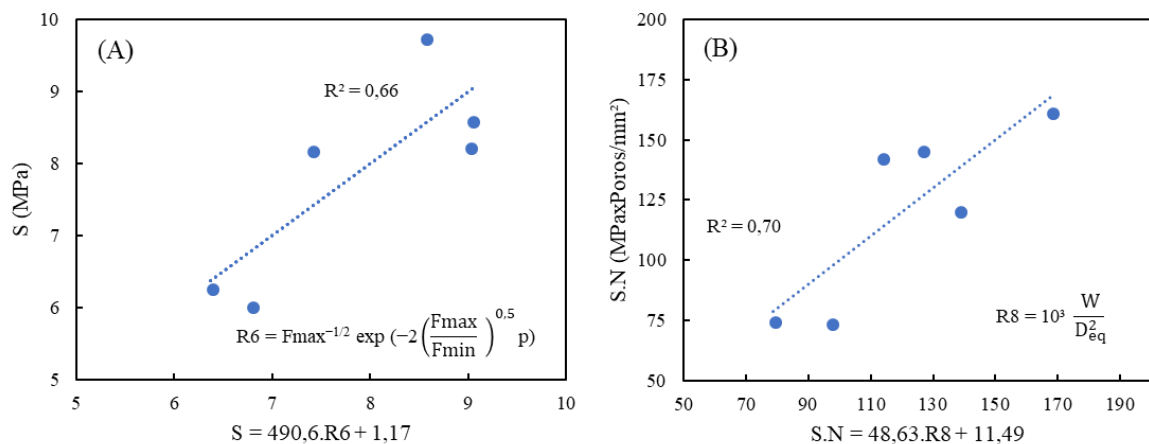 (A)
R² = 0,66
S (MPa)
10
9
8
7
6
5
R6 = Fmax⁻¹/² exp (−2(Fmax/Fmin)^0,5 p)
5 6 7 8 9 10
S = 490,6.R6 + 1,17
(B)
R² = 0,70
S.N (MPaxPoros/mm²)
200
175
150
125
100
75
50
R8 = 10³ W/D²eq
50 70 90 110 130 150 170 190
S.N = 48,63.R8 + 11,49